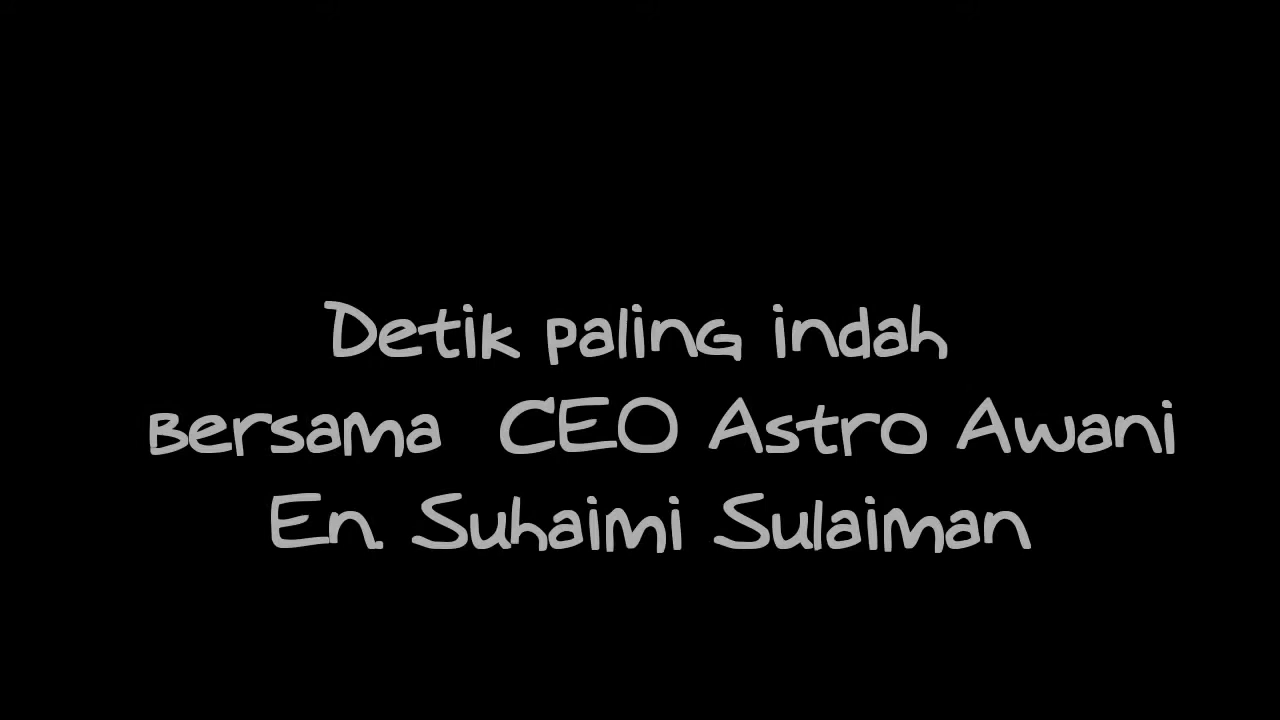 Detik paling indah
bersama CEO Astro Awani
En. Suhaimi Sulaiman